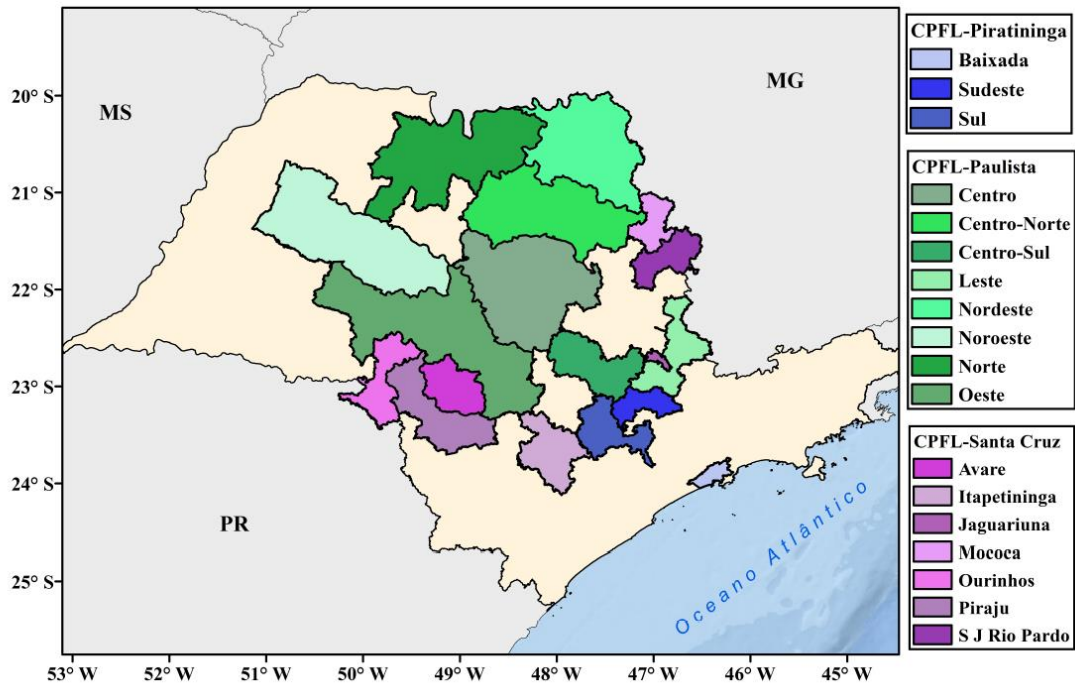 MS
MG
PR
Oceano Atlântico
20° S
21° S
22° S
23° S
24° S
25° S
53° W
52° W
51° W
50° W
49° W
48° W
47° W
46° W
45° W
CPFL-Piratininga
Baixada
Sudeste
Sul
CPFL-Paulista
Centro
Centro-Norte
Centro-Sul
Leste
Nordeste
Noroeste
Norte
Oeste
CPFL-Santa Cruz
Avare
Itapetininga
Jaguariuna
Mococa
Ourinhos
Piraju
S J Rio Pardo